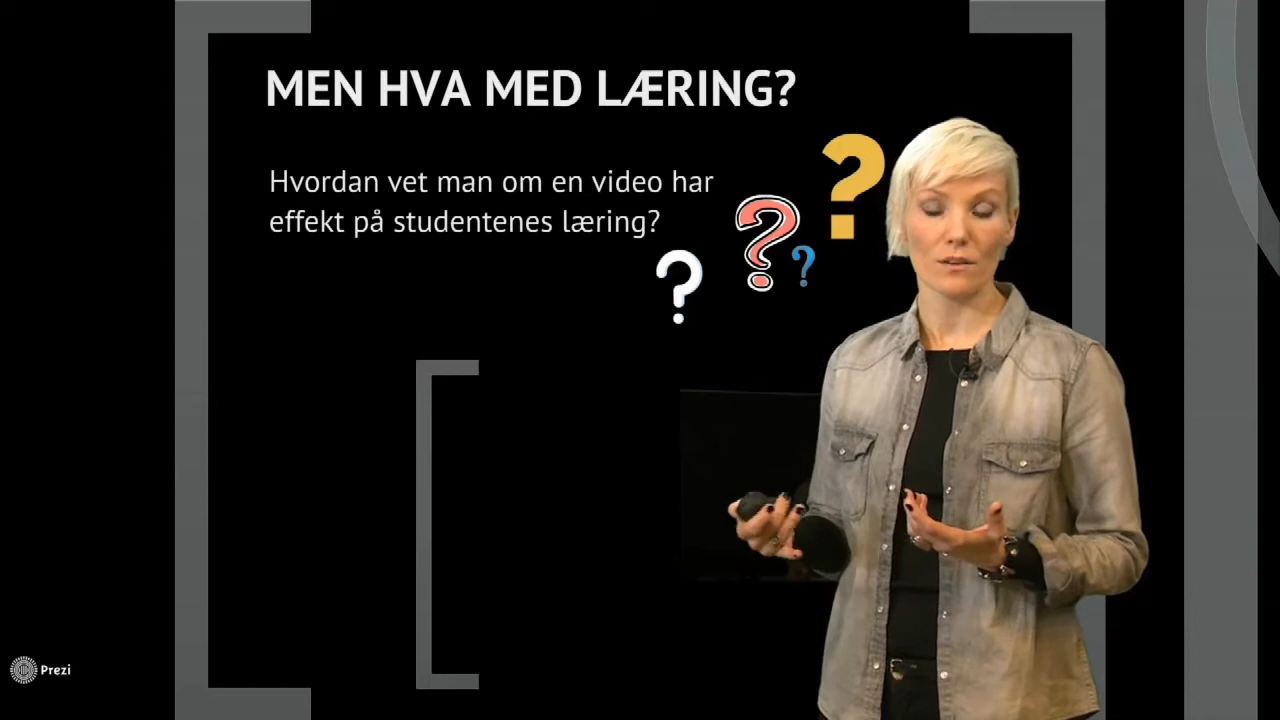 MEN HVA MED LÆRING?
Hvordan vet man om en video har
effekt på studentenes læring?
?
?
?
?
Prezi